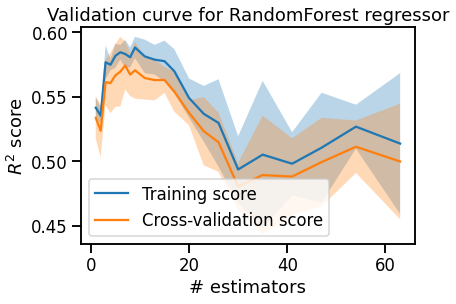 Validation curve for RandomForest regressor
0.60
0.55
0.50
0.45
R² score
Training score
Cross-validation score
0
20
40
60
# estimators